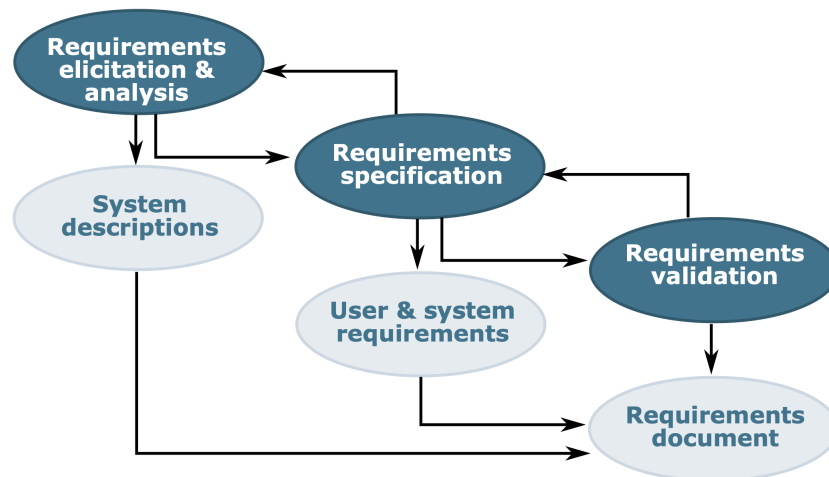 Requirements
elicitation &
analysis
Requirements
specification
System
descriptions
Requirements
validation
User & system
requirements
Requirements
document